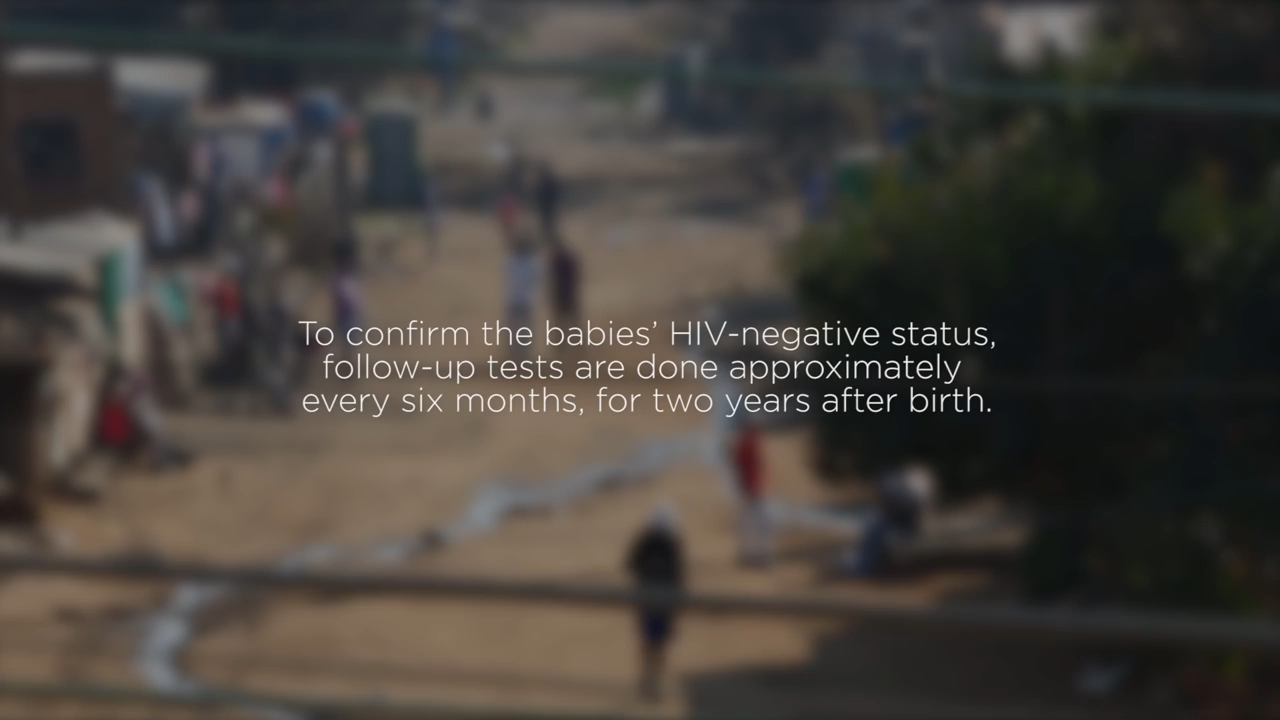 To confirm the babies’ HIV-negative status,
follow-up tests are done approximately
every six months, for two years after birth.